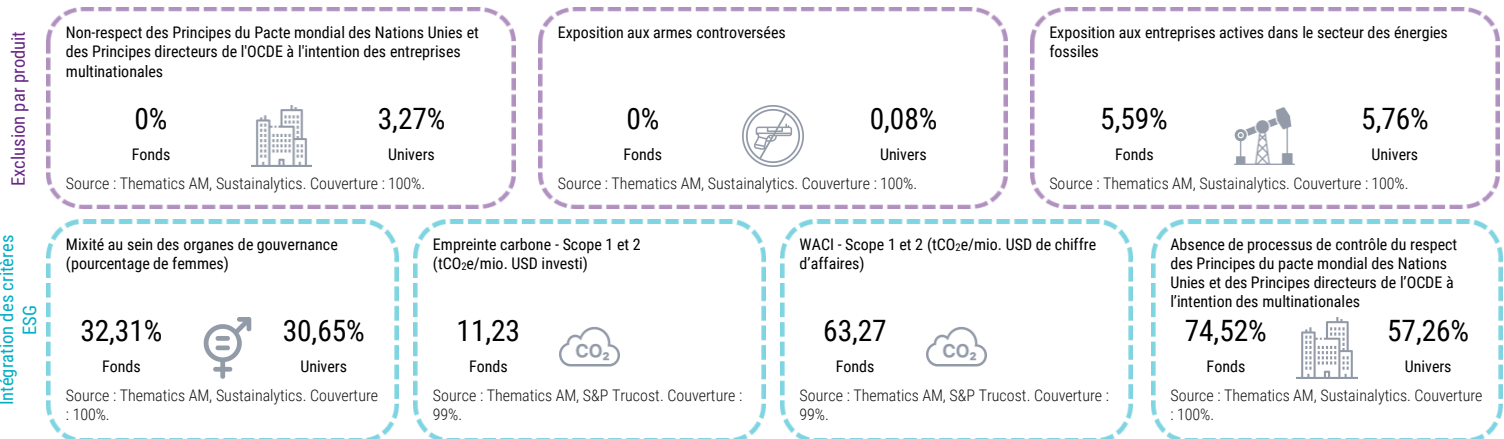 Exclusion par produit
Non-respect des Principes du Pacte mondial des Nations Unies et
des Principes directeurs de l'OCDE à l'intention des entreprises
multinationales
0%
Fonds
3,27%
Univers
Source : Thematics AM, Sustainalytics. Couverture : 100%.
Exposition aux armes controversées
0%
Fonds
0,08%
Univers
Source : Thematics AM, Sustainalytics. Couverture : 100%.
Exposition aux entreprises actives dans le secteur des énergies
fossiles
5,59%
Fonds
5,76%
Univers
Source : Thematics AM, Sustainalytics. Couverture : 100%.
Intégration des critères
ESG
Mixité au sein des organes de gouvernance
(pourcentage de femmes)
32,31%
Fonds
30,65%
Univers
Source : Thematics AM, Sustainalytics. Couverture
: 100%.
Empreinte carbone - Scope 1 et 2
(tCO₂e/mio. USD investi)
11,23
Fonds
CO₂
Source : Thematics AM, S&P Trucost. Couverture :
99%.
WACI - Scope 1 et 2 (tCO₂e/mio. USD de chiffre
d’affaires)
63,27
Fonds
CO₂
Source : Thematics AM, S&P Trucost. Couverture :
99%.
Absence de processus de contrôle du respect
des Principes du pacte mondial des Nations
Unies et des Principes directeurs de l’OCDE à
l’intention des multinationales
74,52%
Fonds
57,26%
Univers
Source : Thematics AM, Sustainalytics. Couverture
: 100%.